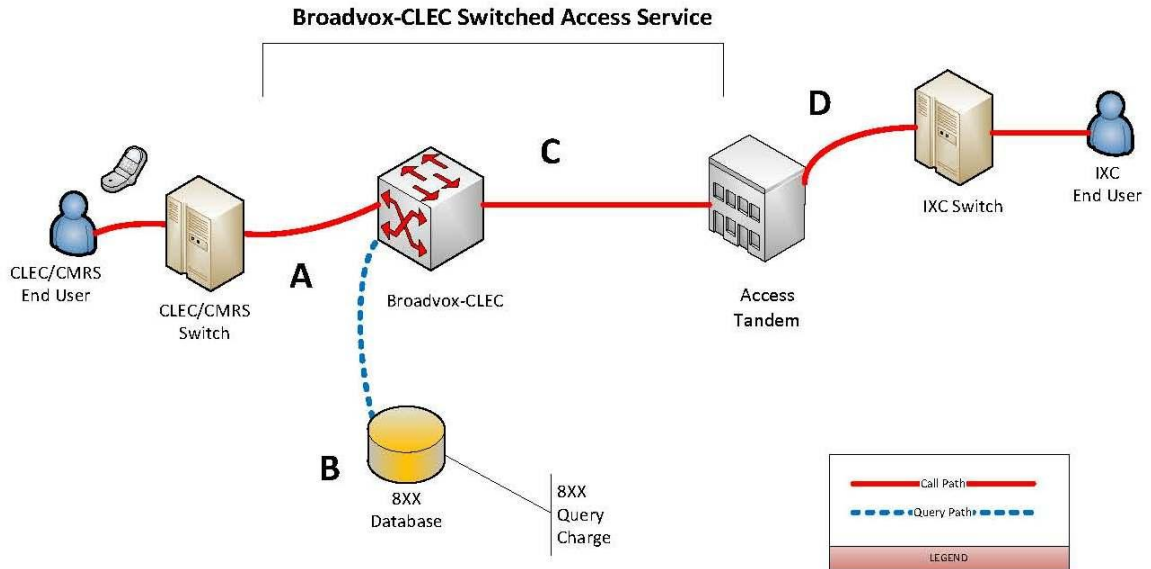 Broadvox-CLEC Switched Access Service
D
C
IXC
End User
IXC Switch
CLEC/CMRS
End User
CLEC/CMRS
Switch
A
Broadvox-CLEC
Access
Tandem
B
8XX
Database
8XX
Query
Charge
Call Path
Query Path
LEGEND